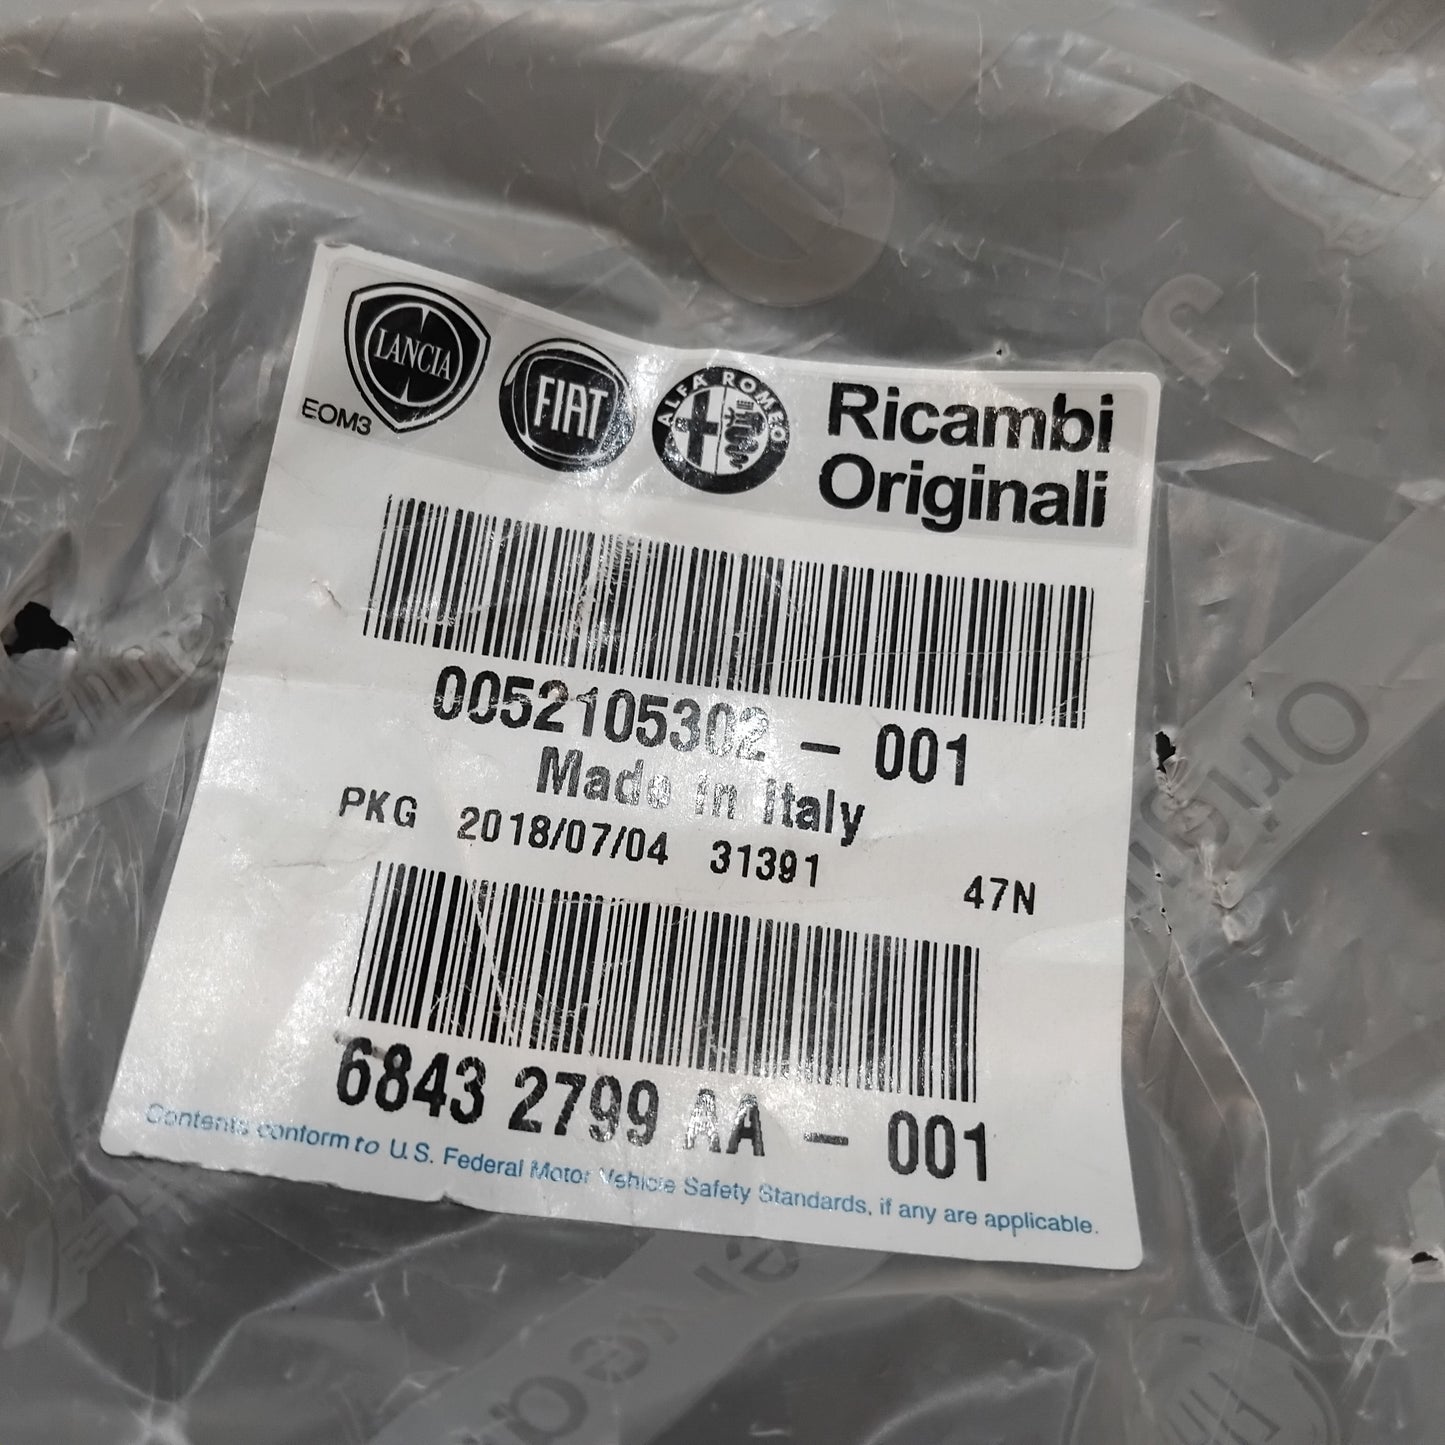 LANCIA
FIAT
ALFA ROMEO
Ricambi
Originali
EOM3
0052105302 - 001
Made in Italy
PKG 2018/07/04 31391 47N
6843 2799 AA - 001
Contents conform to U.S. Federal Motor Vehicle Safety Standards, if any are applicable.